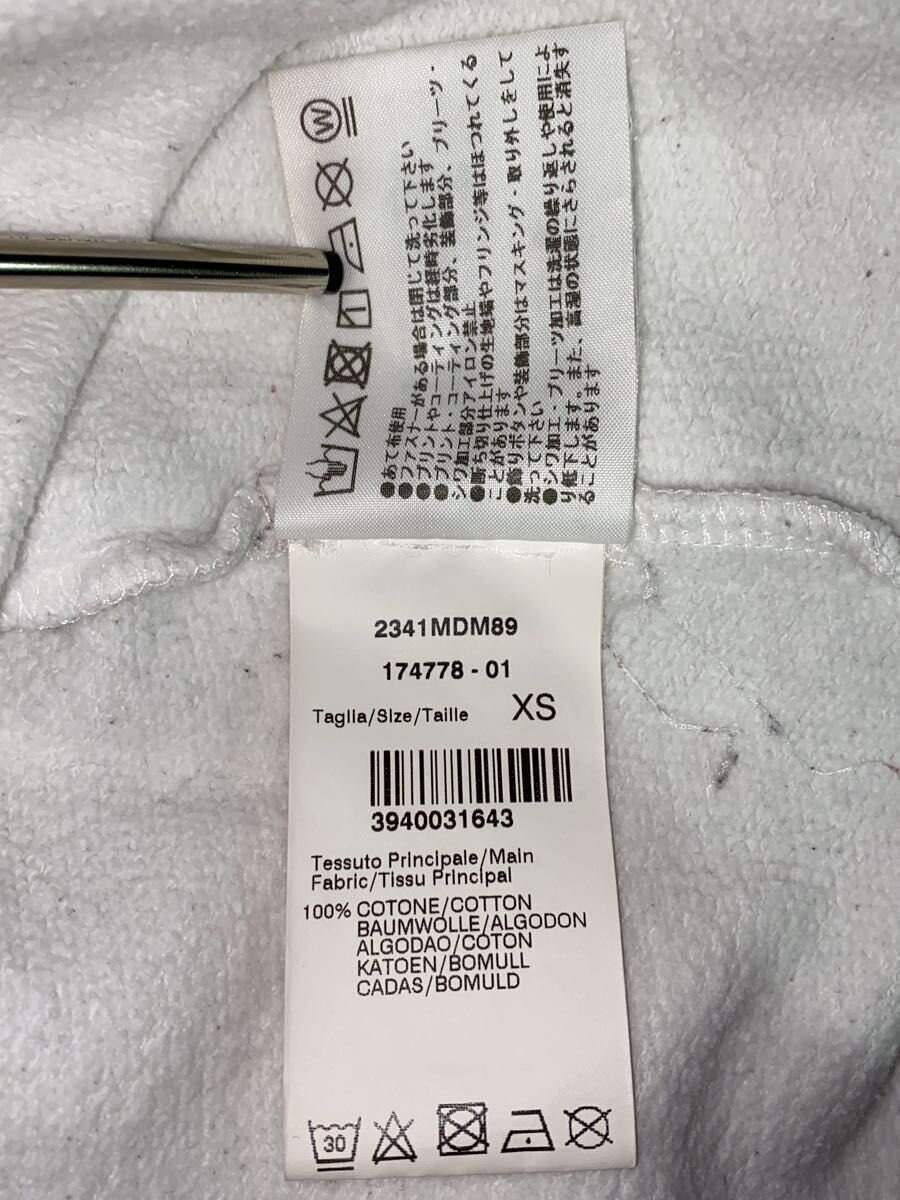 ●あて布使用
●ファスナーがある場合は閉じて洗って下さい
●プリントやコーティングは経時劣化します
●プリント・コーティング部分、装飾部分、プリーツ・
シワ加工部分アイロン禁止
●断ち切り仕上げの生地端やフリンジ等はほつれてくる
ことがあります
●飾りボタンや装飾部分はマスキング・取り外しをして
洗って下さい
●シワ加工・プリーツ加工は洗濯の繰り返しや使用によ
り低下します。また、高湿の状態にさらされると消失す
ることがあります
W
2341MDM89
174778 - 01
Taglia/Size/Taille XS
3940031643
Tessuto Principale/Main
Fabric/Tissu Principal
100% COTONE/COTTON
BAUMWOLLE/ALGODON
ALGODAO/COTON
KATOEN/BOMULL
CADAS/BOMULD
30